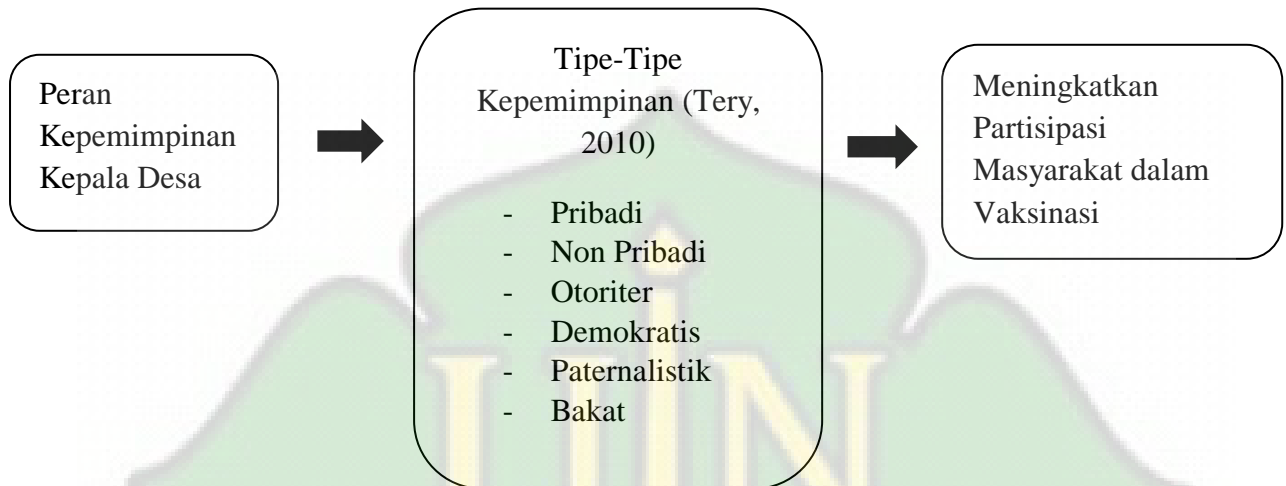 Peran
Kepemimpinan
Kepala Desa
Tipe-Tipe
Kepemimpinan (Tery,
2010)
- Pribadi
- Non Pribadi
- Otoriter
- Demokratis
- Paternalistik
- Bakat
Meningkatkan
Partisipasi
Masyarakat dalam
Vaksinasi
UIN